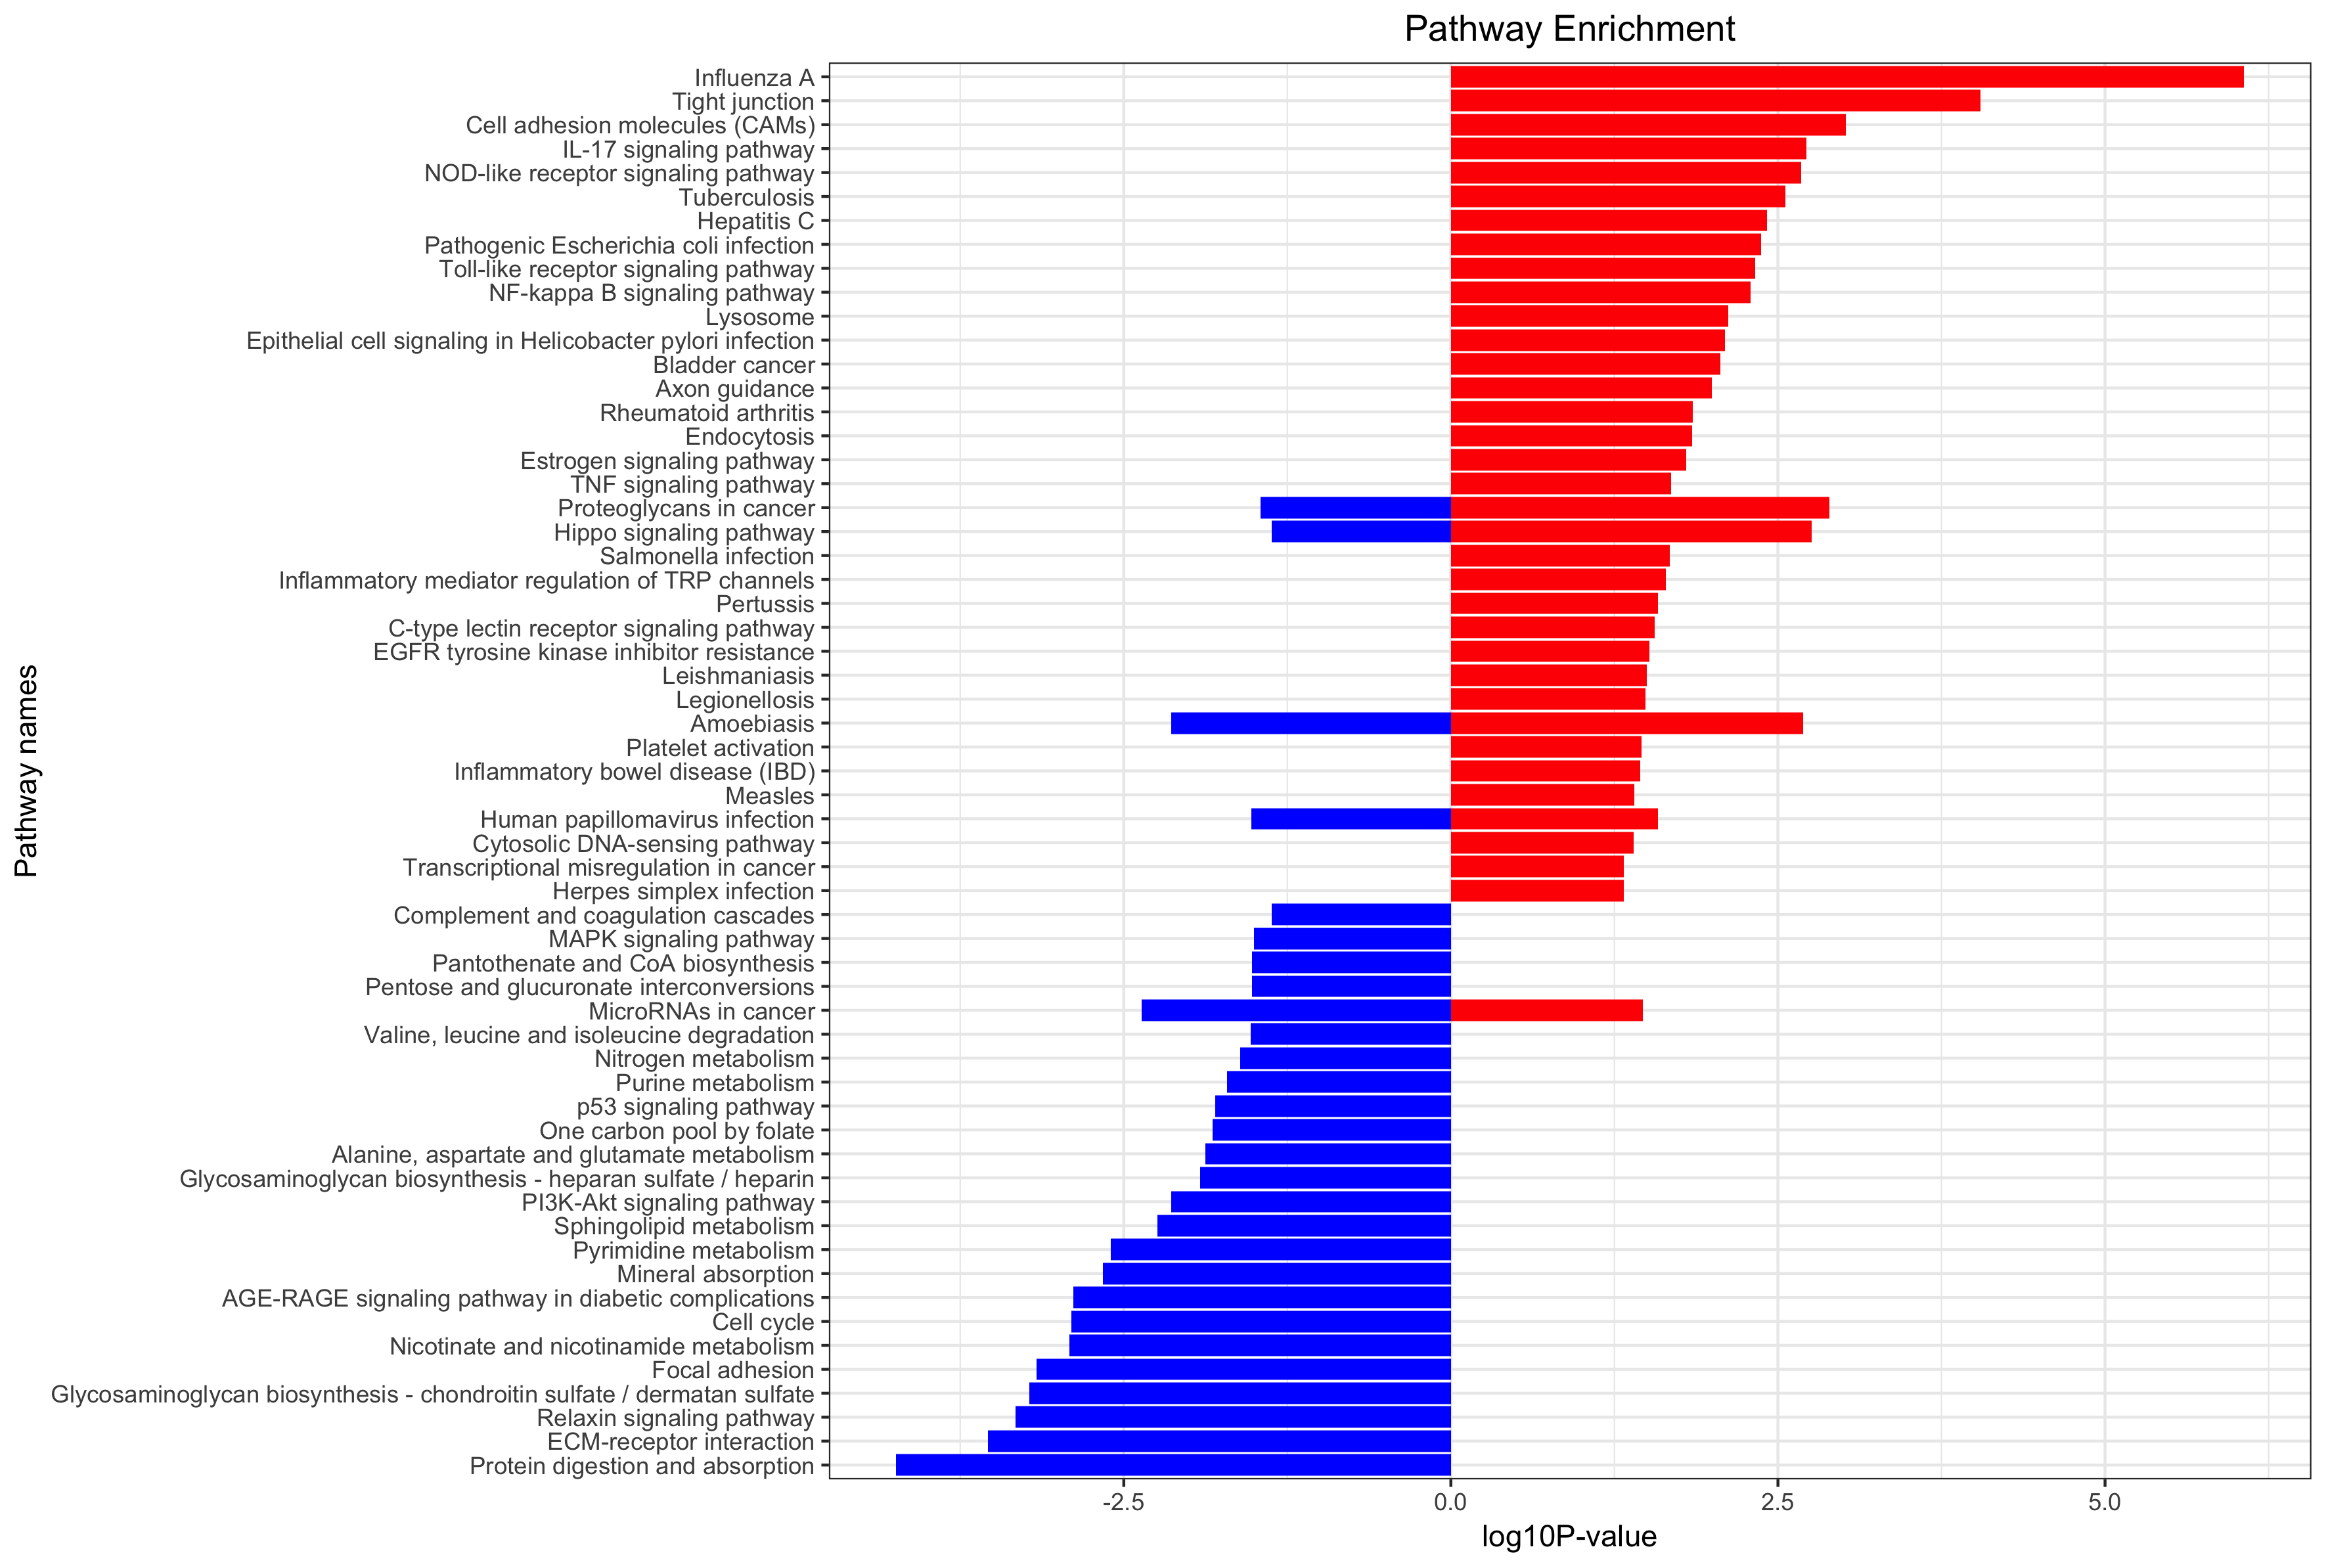 Pathway Enrichment
Pathway names
Influenza A
Tight junction
Cell adhesion molecules (CAMs)
IL-17 signaling pathway
NOD-like receptor signaling pathway
Tuberculosis
Hepatitis C
Pathogenic Escherichia coli infection
Toll-like receptor signaling pathway
NF-kappa B signaling pathway
Lysosome
Epithelial cell signaling in Helicobacter pylori infection
Bladder cancer
Axon guidance
Rheumatoid arthritis
Endocytosis
Estrogen signaling pathway
TNF signaling pathway
Proteoglycans in cancer
Hippo signaling pathway
Salmonella infection
Inflammatory mediator regulation of TRP channels
Pertussis
C-type lectin receptor signaling pathway
EGFR tyrosine kinase inhibitor resistance
Leishmaniasis
Legionellosis
Amoebiasis
Platelet activation
Inflammatory bowel disease (IBD)
Measles
Human papillomavirus infection
Cytosolic DNA-sensing pathway
Transcriptional misregulation in cancer
Herpes simplex infection
Complement and coagulation cascades
MAPK signaling pathway
Pantothenate and CoA biosynthesis
Pentose and glucuronate interconversions
MicroRNAs in cancer
Valine, leucine and isoleucine degradation
Nitrogen metabolism
Purine metabolism
p53 signaling pathway
One carbon pool by folate
Alanine, aspartate and glutamate metabolism
Glycosaminoglycan biosynthesis - heparan sulfate / heparin
PI3K-Akt signaling pathway
Sphingolipid metabolism
Pyrimidine metabolism
Mineral absorption
AGE-RAGE signaling pathway in diabetic complications
Cell cycle
Nicotinate and nicotinamide metabolism
Focal adhesion
Glycosaminoglycan biosynthesis - chondroitin sulfate / dermatan sulfate
Relaxin signaling pathway
ECM-receptor interaction
Protein digestion and absorption
-2.5 0.0 2.5 5.0
log10P-value